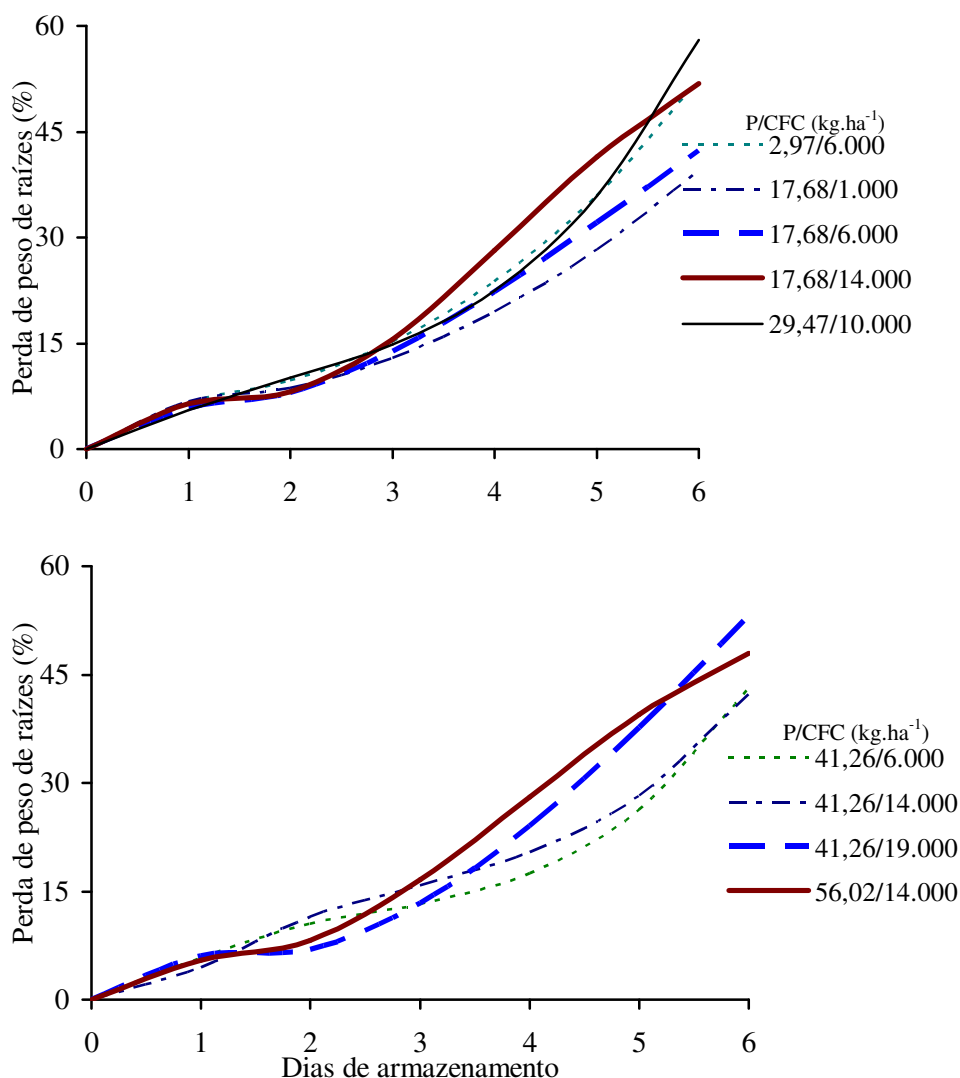 60
45
30
15
0
Perda de peso de raízes (%)
0 1 2 3 4 5 6
P/CFC (kg.ha⁻¹)
2,97/6.000
17,68/1.000
17,68/6.000
17,68/14.000
29,47/10.000
60
45
30
15
0
Perda de peso de raízes (%)
0 1 2 3 4 5 6
Dias de armazenamento
P/CFC (kg.ha⁻¹)
41,26/6.000
41,26/14.000
41,26/19.000
56,02/14.000